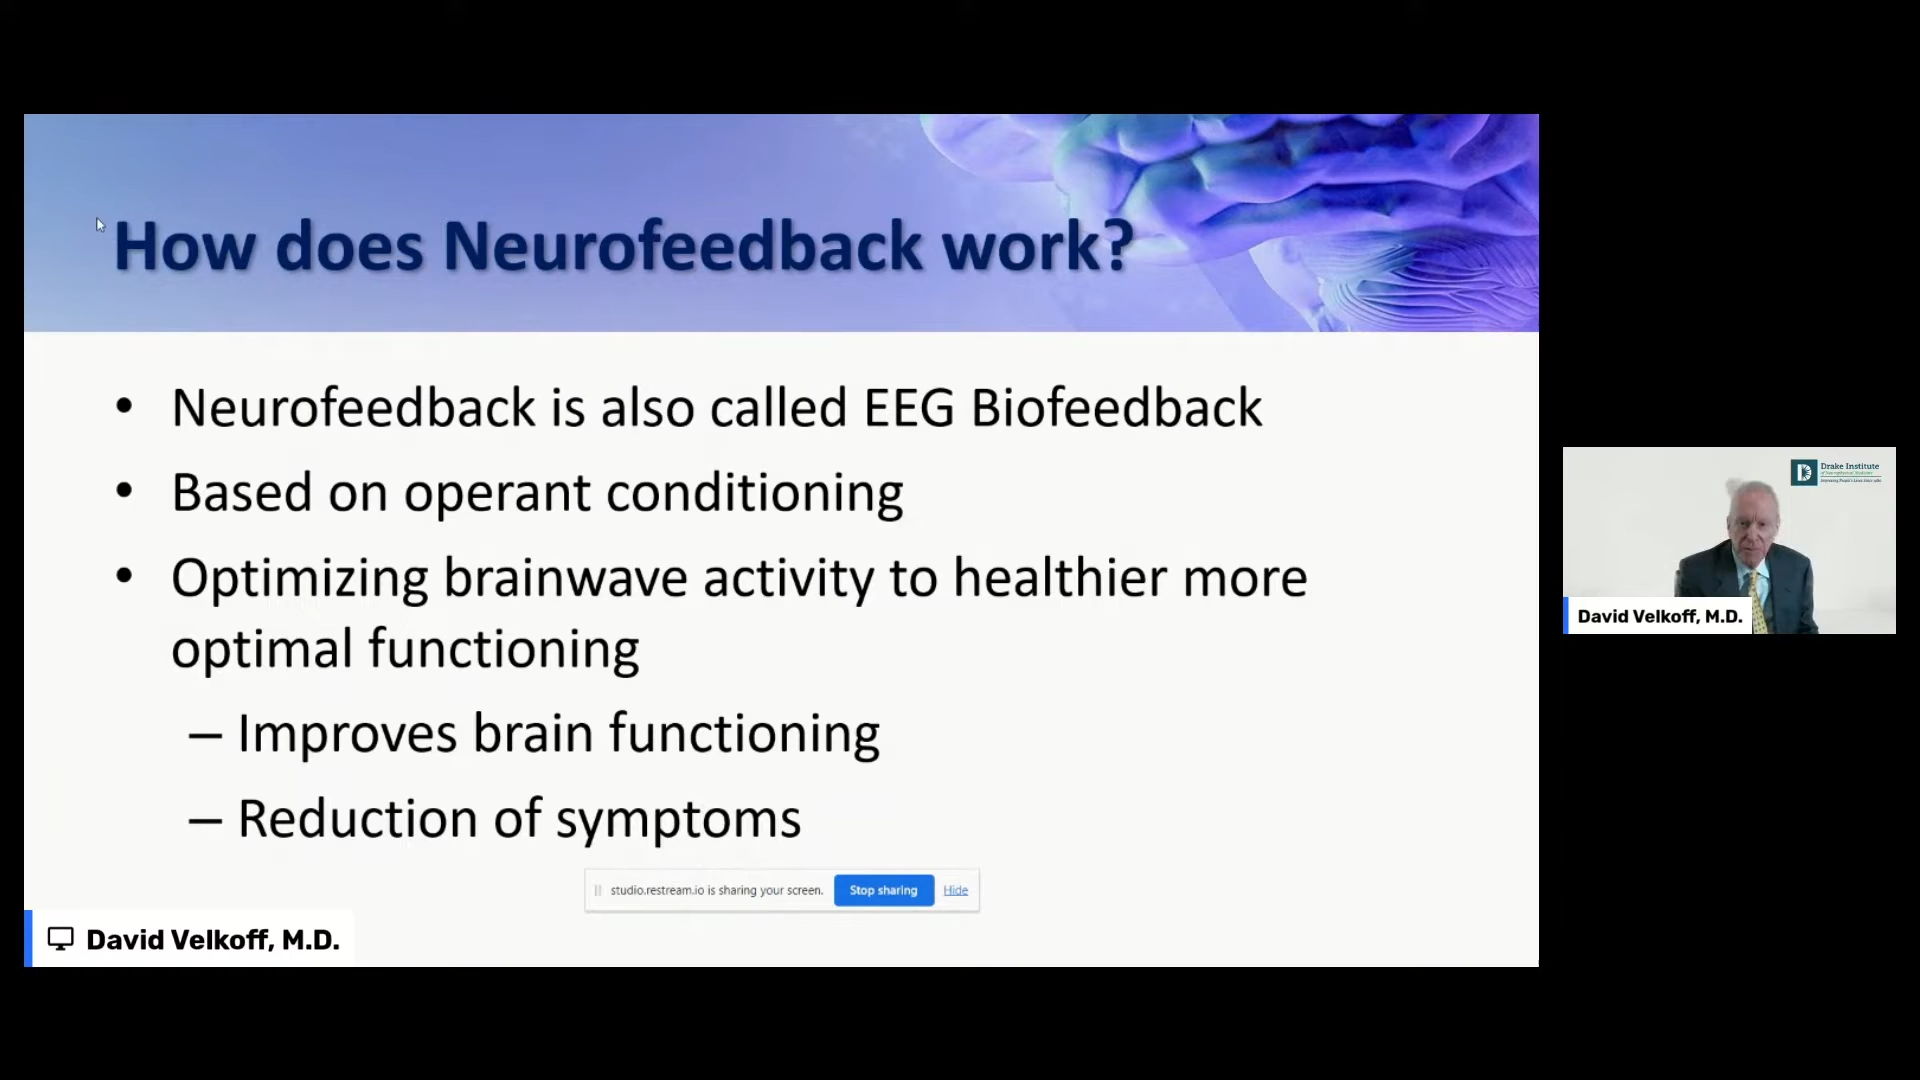 How does Neurofeedback work?
• Neurofeedback is also called EEG Biofeedback
• Based on operant conditioning
• Optimizing brainwave activity to healthier more
optimal functioning
– Improves brain functioning
– Reduction of symptoms
studio.restream.io is sharing your screen. Stop sharing Hide
David Velkoff, M.D.
D Drake Institute
David Velkoff, M.D.